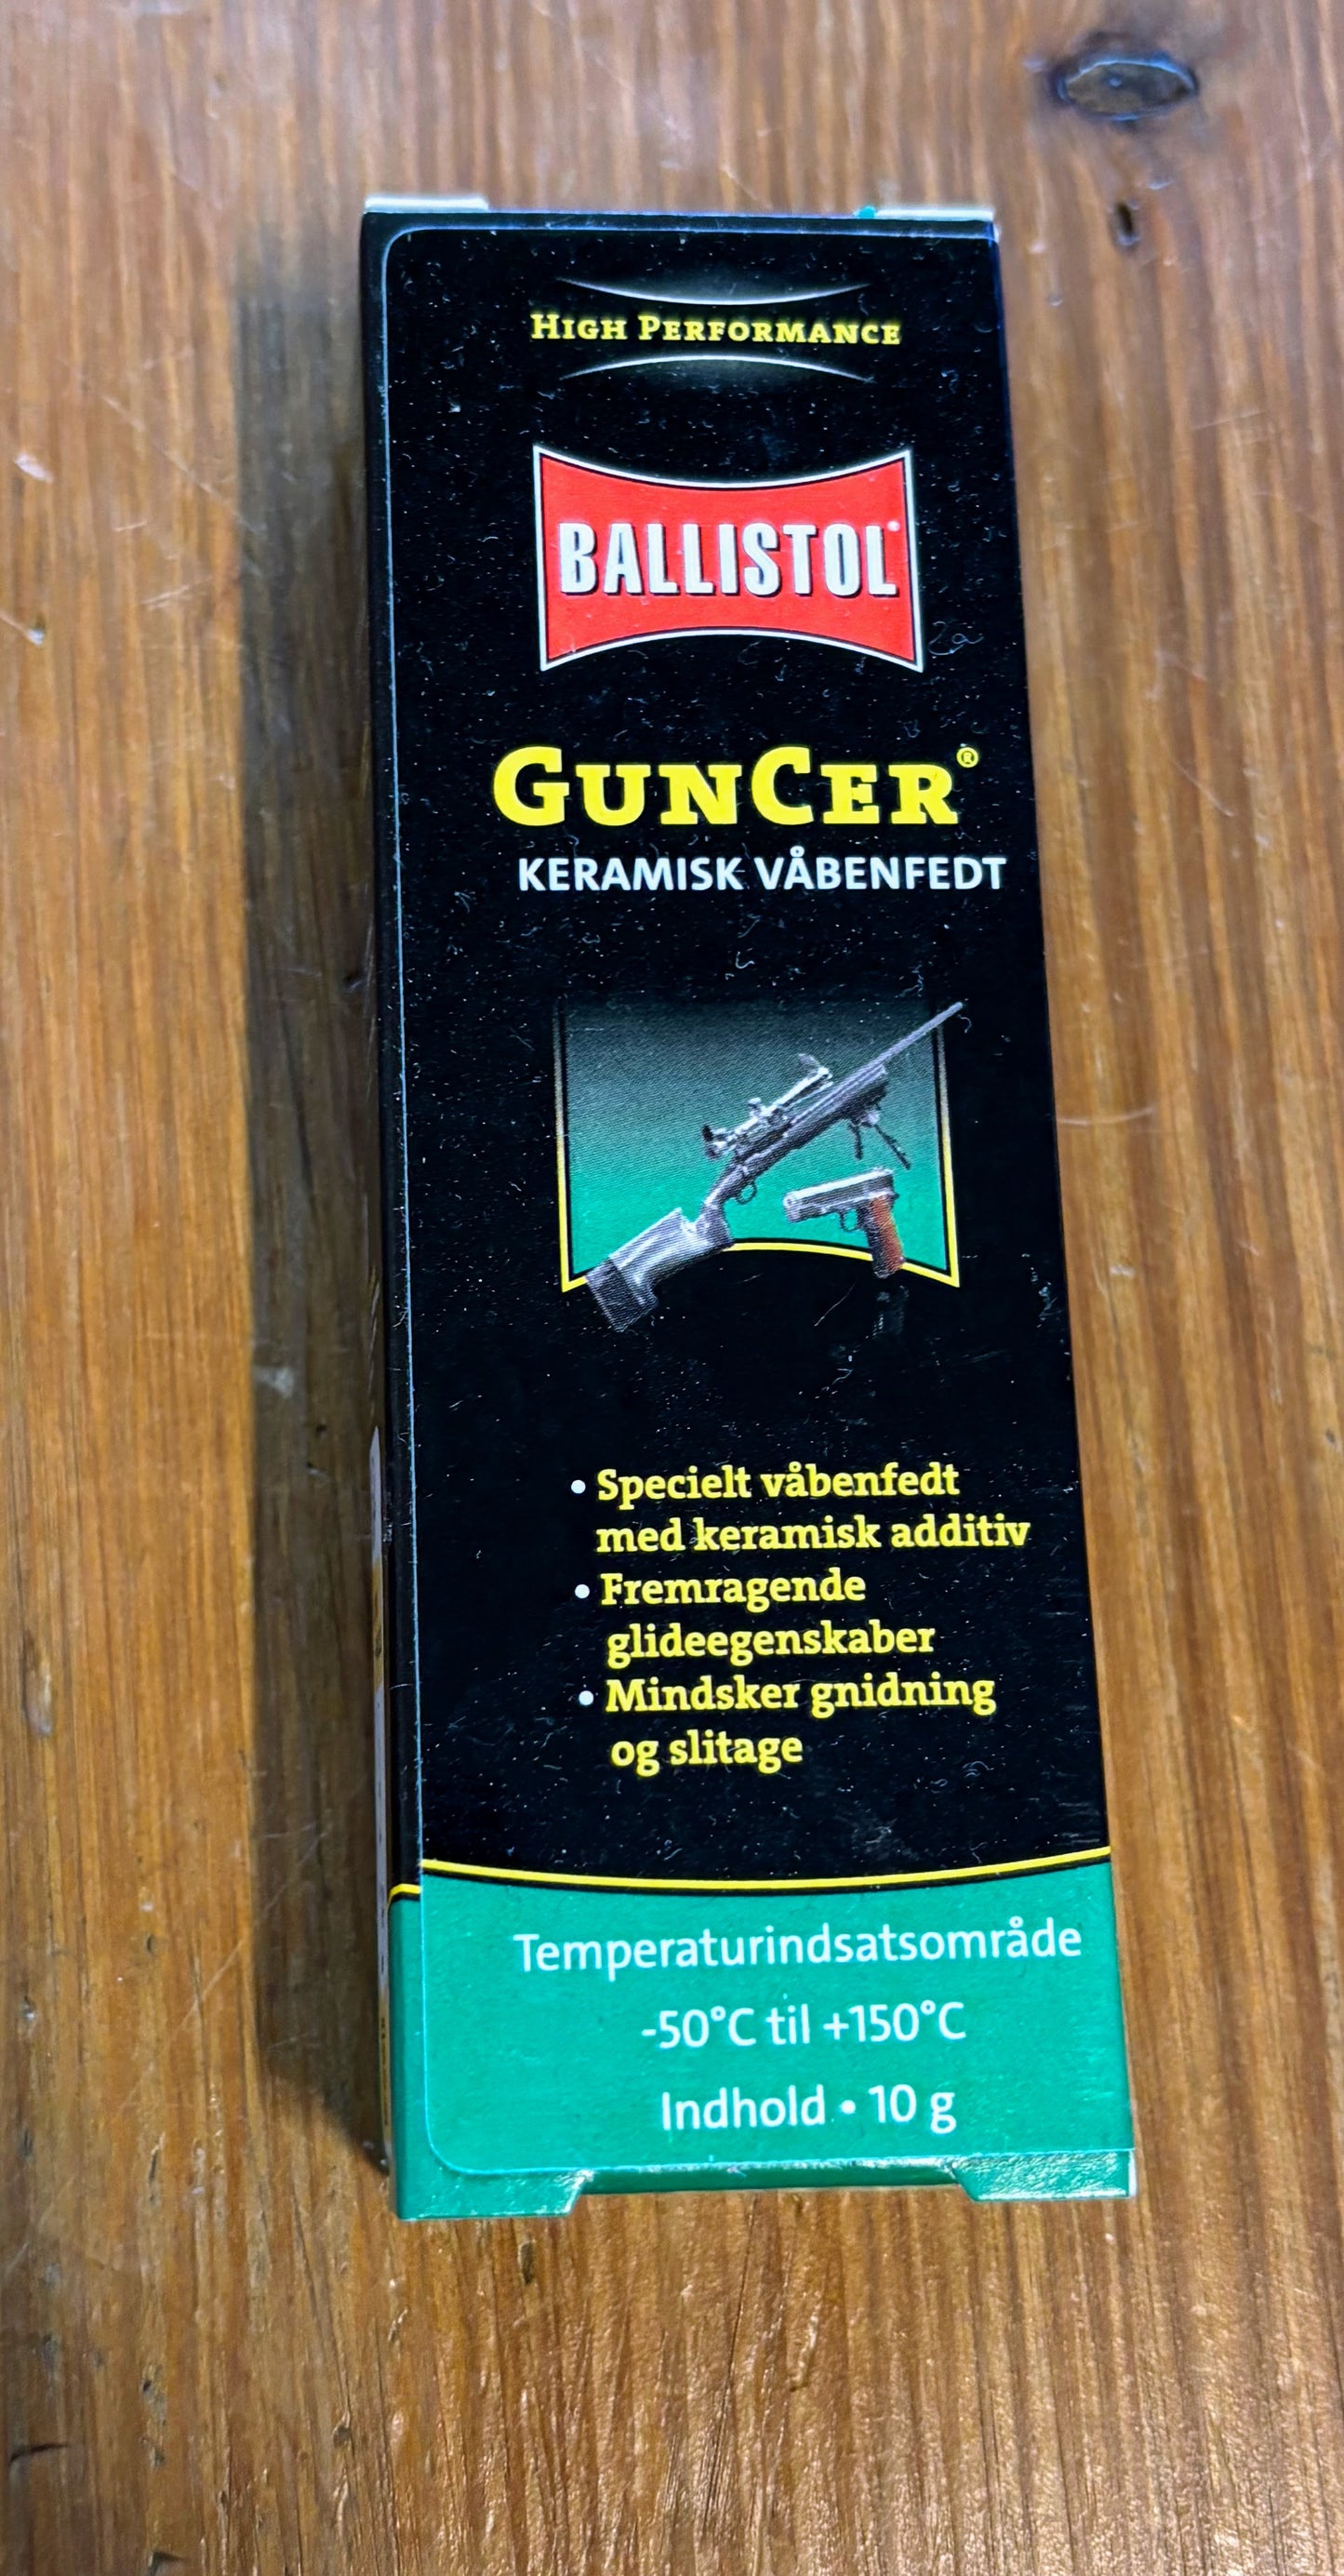 HIGH PERFORMANCE
BALLISTOL®
GUNCER®
KERAMISK VÅBENFEDT
• Specielt våbenfedt
med keramisk additiv
• Fremragende
glideegenskaber
• Mindsker gnidning
og slitage
Temperaturindsatsområde
-50°C til +150°C
Indhold • 10 g